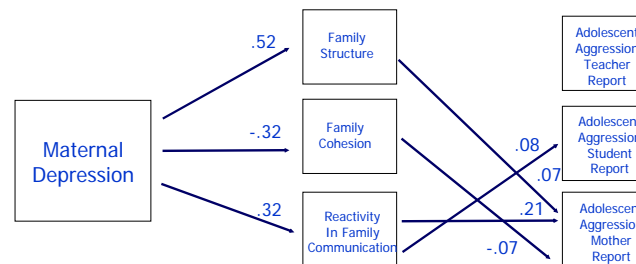 Maternal
Depression
.52
-.32
.32
Family
Structure
Family
Cohesion
Reactivity
In Family
Communication
.08
.07
.21
-.07
Adolescent
Aggression
Teacher
Report
Adolescent
Aggression
Student
Report
Adolescent
Aggression
Mother
Report